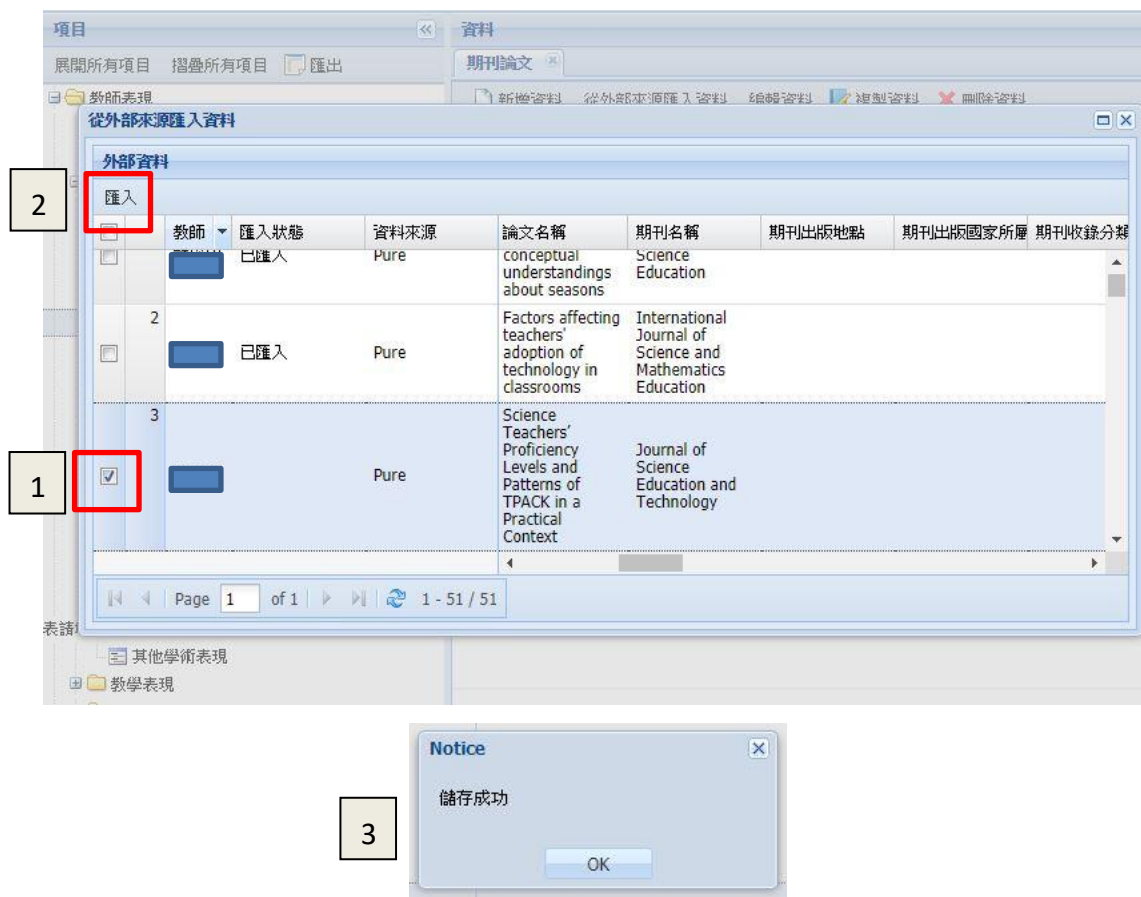 項目
資料
展開所有項目 摺疊所有項目 匯出
期刊論文
教師表現
新增資料 從外部來源匯入資料 編輯資料 複製資料 刪除資料
從外部來源匯入資料
外部資料
2
匯入
教師 匯入狀態 資料來源 論文名稱 期刊名稱 期刊出版地點 期刊出版國家所屬 期刊收錄分類
已匯入 Pure conceptual Science
understandings Education
about seasons
2 Factors affecting International
teachers' Journal of
已匯入 Pure adoption of Science and
technology in Mathematics
classrooms Education
3 Science
Teachers'
Proficiency Journal of
1 Pure Levels and Science
Patterns of Education and
TPACK in a Technology
Practical
Context
Page 1 of 1 1 - 51 / 51
表請
其他學術表現
教學表現
Notice
儲存成功
3
OK